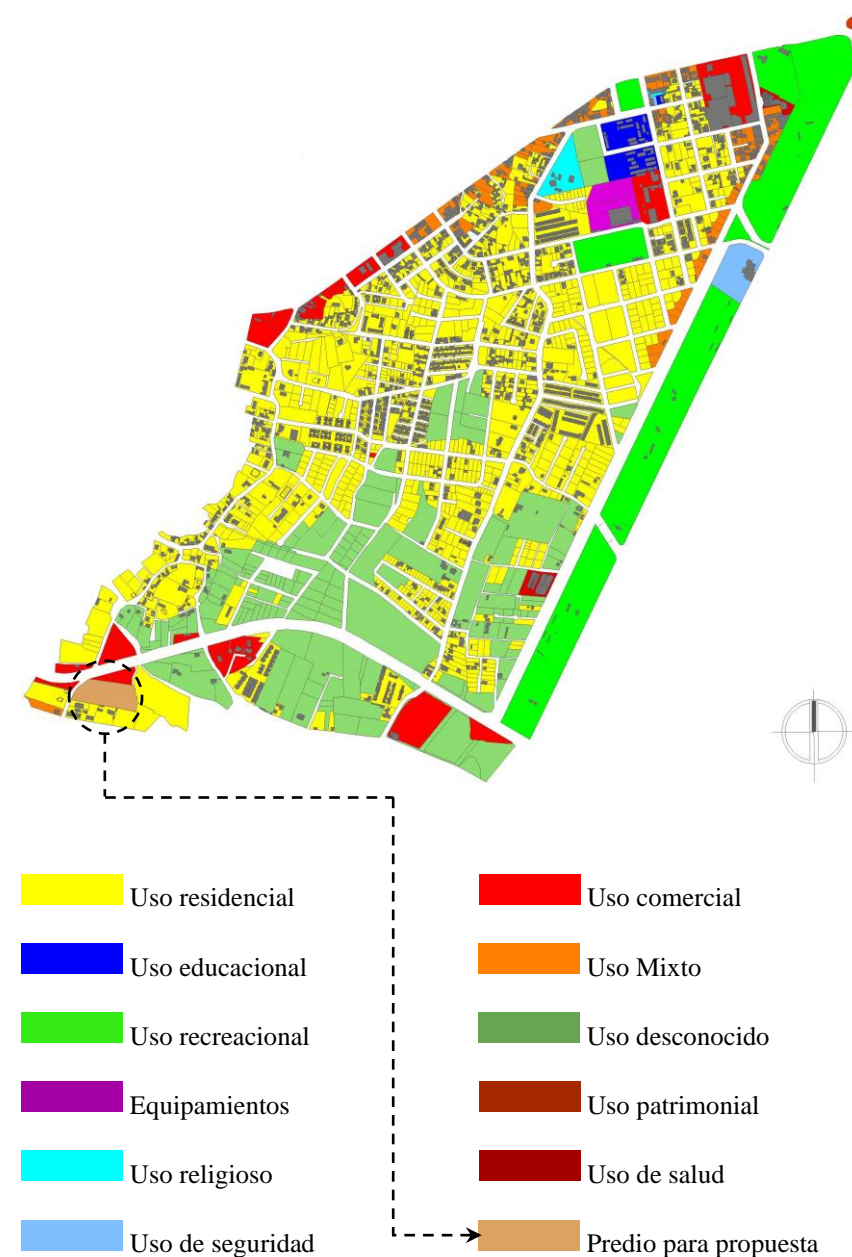 Uso residencial
Uso comercial
Uso educacional
Uso Mixto
Uso recreacional
Uso desconocido
Equipamientos
Uso patrimonial
Uso religioso
Uso de salud
Uso de seguridad
Predio para propuesta